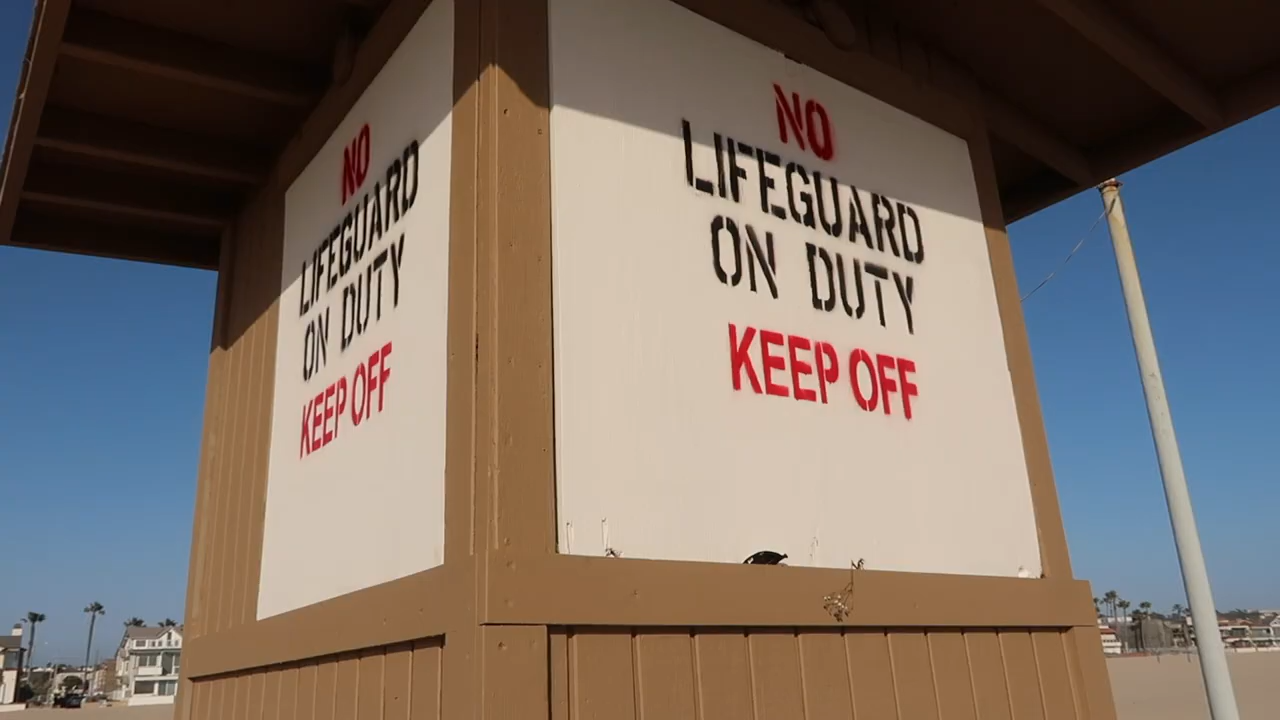 NO
LIFEGUARD
ON DUTY
KEEP OFF
NO
LIFEGUARD
ON DUTY
KEEP OFF